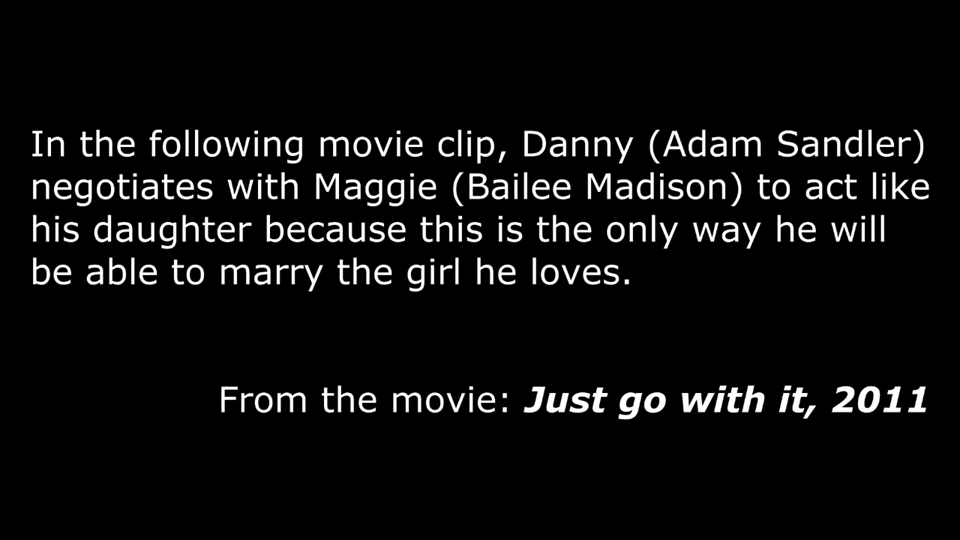 In the following movie clip, Danny (Adam Sandler)
negotiates with Maggie (Bailee Madison) to act like
his daughter because this is the only way he will
be able to marry the girl he loves.
From the movie: Just go with it, 2011